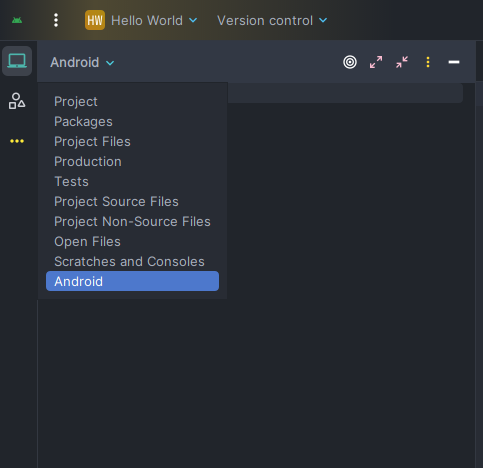 HW Hello World Version control
Android
Project
Packages
Project Files
Production
Tests
Project Source Files
Project Non-Source Files
Open Files
Scratches and Consoles
Android